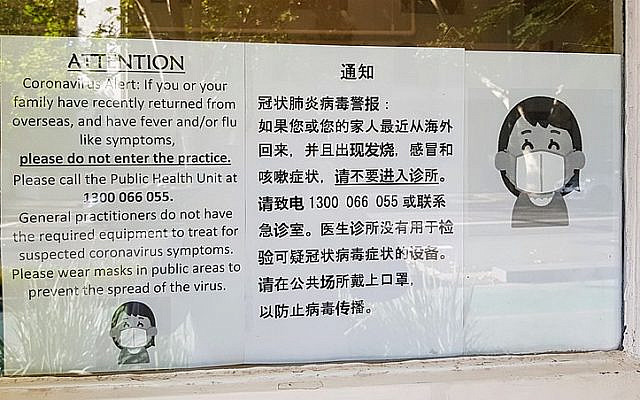 ATTENTION
Coronavirus Alert: If you or your
family have recently returned from
overseas, and have fever and/or flu
like symptoms,
please do not enter the practice.
Please call the Public Health Unit at
1300 066 055.
General practitioners do not have
the required equipment to treat for
suspected coronavirus symptoms.
Please wear masks in public areas to
prevent the spread of the virus.
通知
冠状肺炎病毒警报：
如果您或您的家人最近从海外
回来，并且出现发烧，感冒和
咳嗽症状，请不要进入诊所。
请致电 1300 066 055 或联系
急诊室。医生诊所没有用于检
验可疑冠状病毒症状的设备。
请在公共场所戴上口罩，
以防止病毒传播。